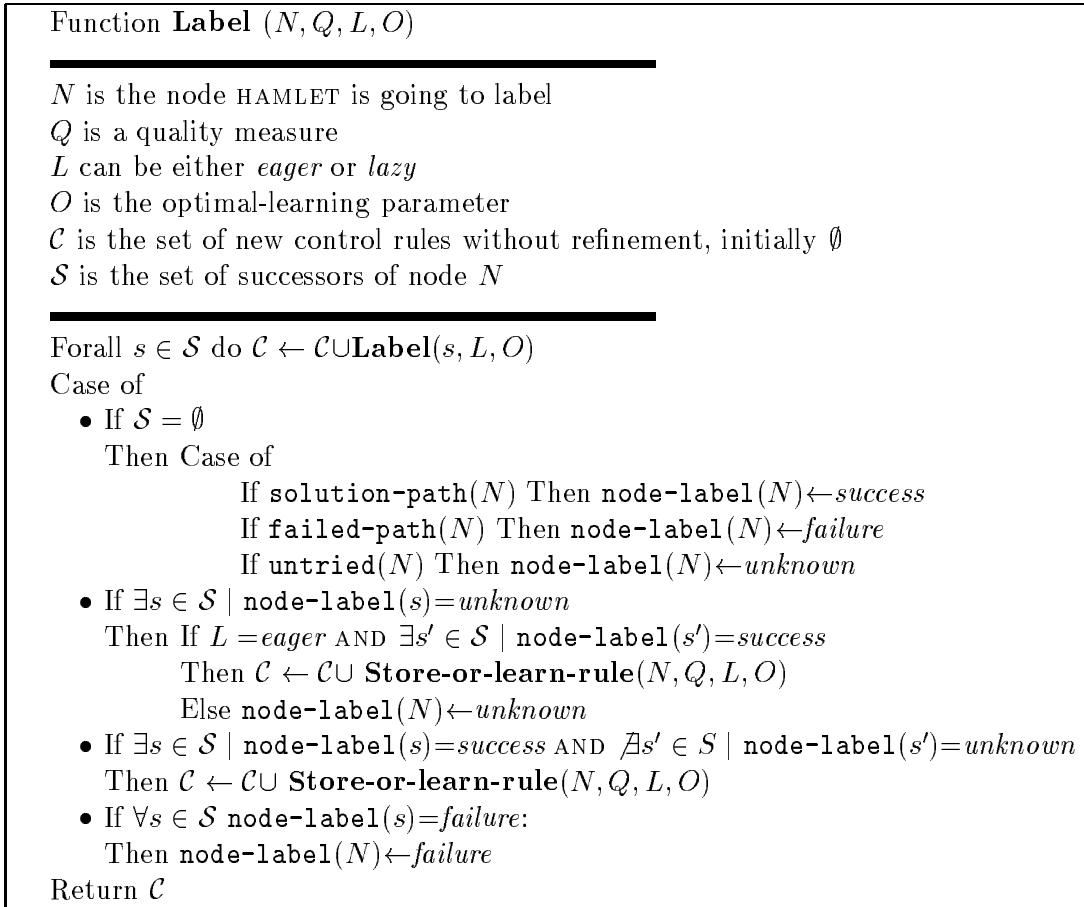 Function Label (N, Q, L, O)
N is the node HAMLET is going to label
Q is a quality measure
L can be either eager or lazy
O is the optimal-learning parameter
𝒞 is the set of new control rules without refinement, initially ∅
𝒮 is the set of successors of node N
Forall s ∈ 𝒮 do 𝒞 ← 𝒞∪Label(s, L, O)
Case of
• If 𝒮 = ∅
Then Case of
If solution-path(N) Then node-label(N)←success
If failed-path(N) Then node-label(N)←failure
If untried(N) Then node-label(N)←unknown
• If ∃s ∈ 𝒮 | node-label(s)=unknown
Then If L =eager AND ∃s′ ∈ 𝒮 | node-label(s′)=success
Then 𝒞 ← 𝒞∪ Store-or-learn-rule(N, Q, L, O)
Else node-label(N)←unknown
• If ∃s ∈ 𝒮 | node-label(s)=success AND ∄s′ ∈ S | node-label(s′)=unknown
Then 𝒞 ← 𝒞∪ Store-or-learn-rule(N, Q, L, O)
• If ∀s ∈ 𝒮 node-label(s)=failure:
Then node-label(N)←failure
Return 𝒞